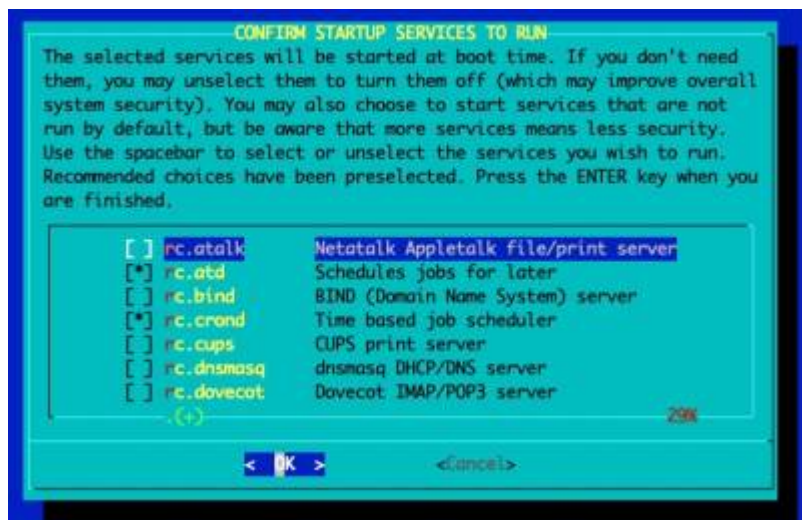 CONFIRM STARTUP SERVICES TO RUN
The selected services will be started at boot time. If you don't need
them, you may unselect them to turn them off (which may improve overall
system security). You may also choose to start services that are not
run by default, but be aware that more services means less security.
Use the spacebar to select or unselect the services you wish to run.
Recommended choices have been preselected. Press the ENTER key when you
are finished.
[ ] rc.atalk Netatalk Appletalk file/print server
[*] rc.atd Schedules jobs for later
[ ] rc.bind BIND (Domain Name System) server
[*] rc.crond Time based job scheduler
[ ] rc.cups CUPS print server
[ ] rc.dnsmasq dnsmasq DHCP/DNS server
[ ] rc.dovecot Dovecot IMAP/POP3 server
.(+) 29%
< OK > <Cancel>